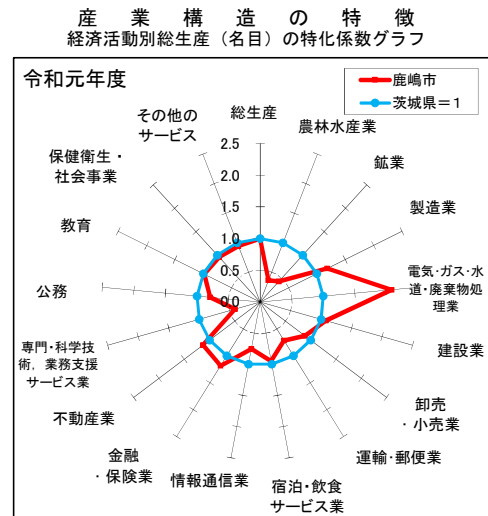 産業構造の特徴
経済活動別総生産（名目）の特化係数グラフ
令和元年度
鹿嶋市
茨城県＝1
総生産
農林水産業
鉱業
製造業
電気･ガス･水
道･廃棄物処
理業
建設業
卸売
・小売業
運輸･郵便業
宿泊・飲食
サービス業
情報通信業
金融
・保険業
不動産業
専門・科学技
術，業務支援
サービス業
公務
教育
保健衛生・
社会事業
その他の
サービス
2.5
2.0
1.5
1.0
0.5
0.0